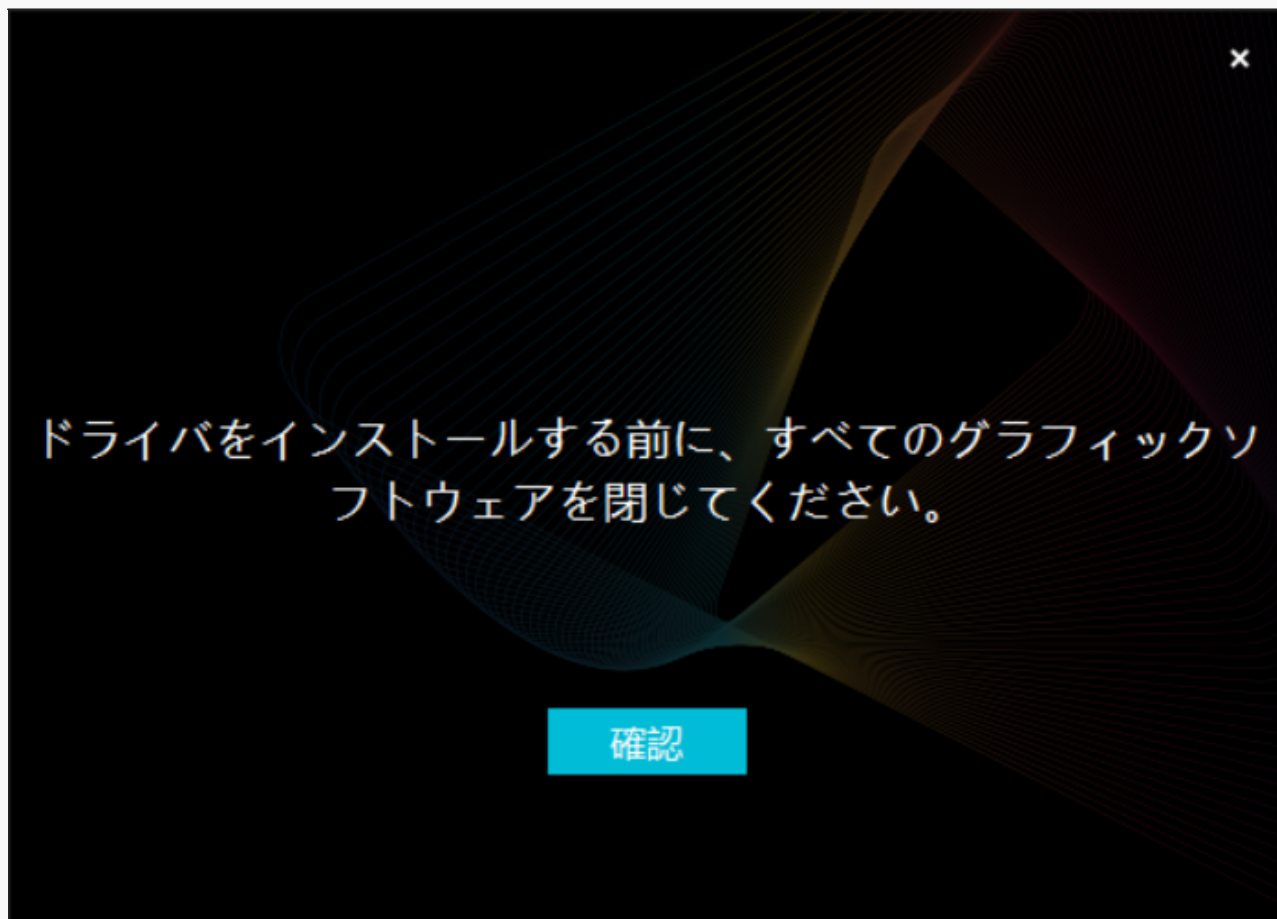 ドライバをインストールする前に、すべてのグラフィックソ
フトウェアを閉じてください。
確認